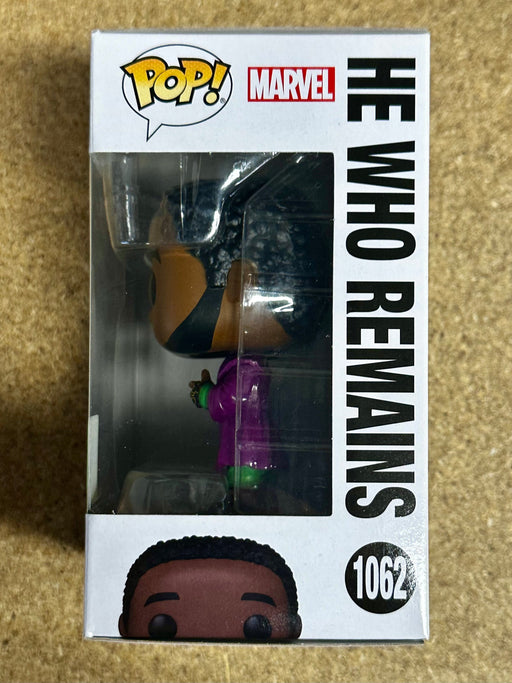 POP!
MARVEL
HE WHO REMAINS
1062